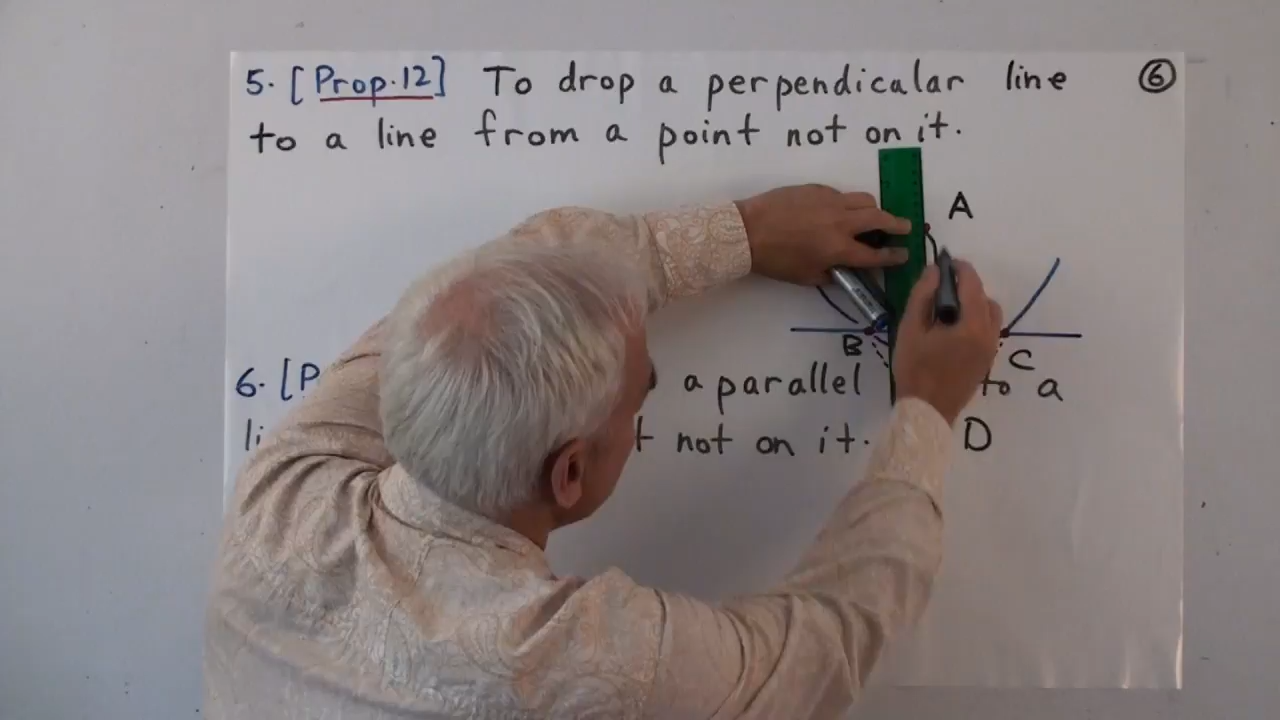 5. [Prop.12] To drop a perpendicular line
6
to a line from a point not on it.
A
B
C
6. [P a parallel to a
li t not on it.
D